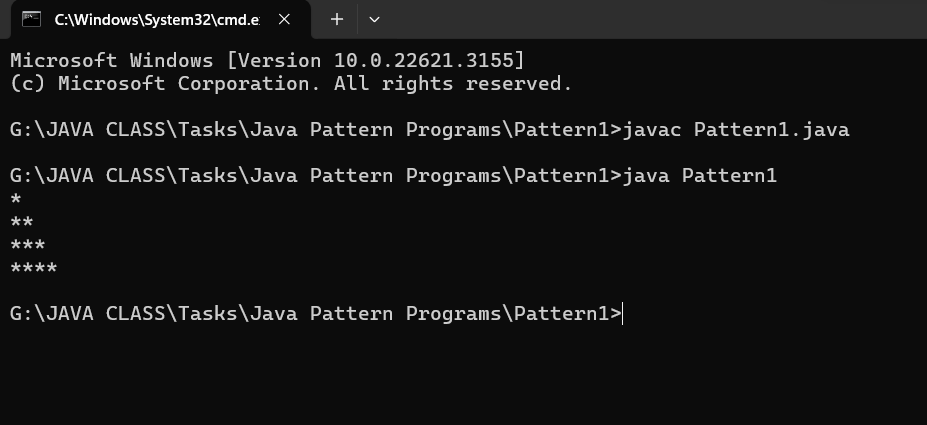 C:\Windows\System32\cmd.e
Microsoft Windows [Version 10.0.22621.3155]
(c) Microsoft Corporation. All rights reserved.
G:\JAVA CLASS\Tasks\Java Pattern Programs\Pattern1>javac Pattern1.java
G:\JAVA CLASS\Tasks\Java Pattern Programs\Pattern1>java Pattern1
*
**
***
****
G:\JAVA CLASS\Tasks\Java Pattern Programs\Pattern1>